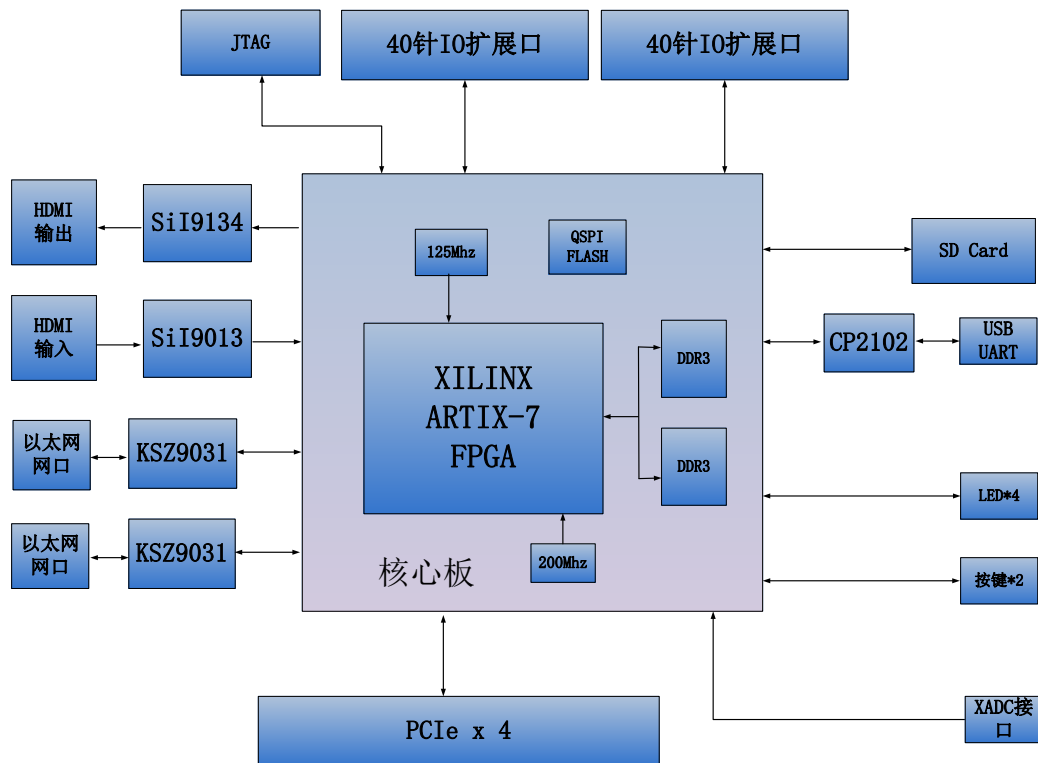 JTAG
40针IO扩展口
40针IO扩展口
HDMI
输出
SiI9134
125Mhz
QSPI
FLASH
SD Card
HDMI
输入
SiI9013
CP2102
USB
UART
XILINX
ARTIX-7
FPGA
DDR3
DDR3
以太网
网口
KSZ9031
LED*4
以太网
网口
KSZ9031
200Mhz
核心板
按键*2
PCIe x 4
XADC接
口